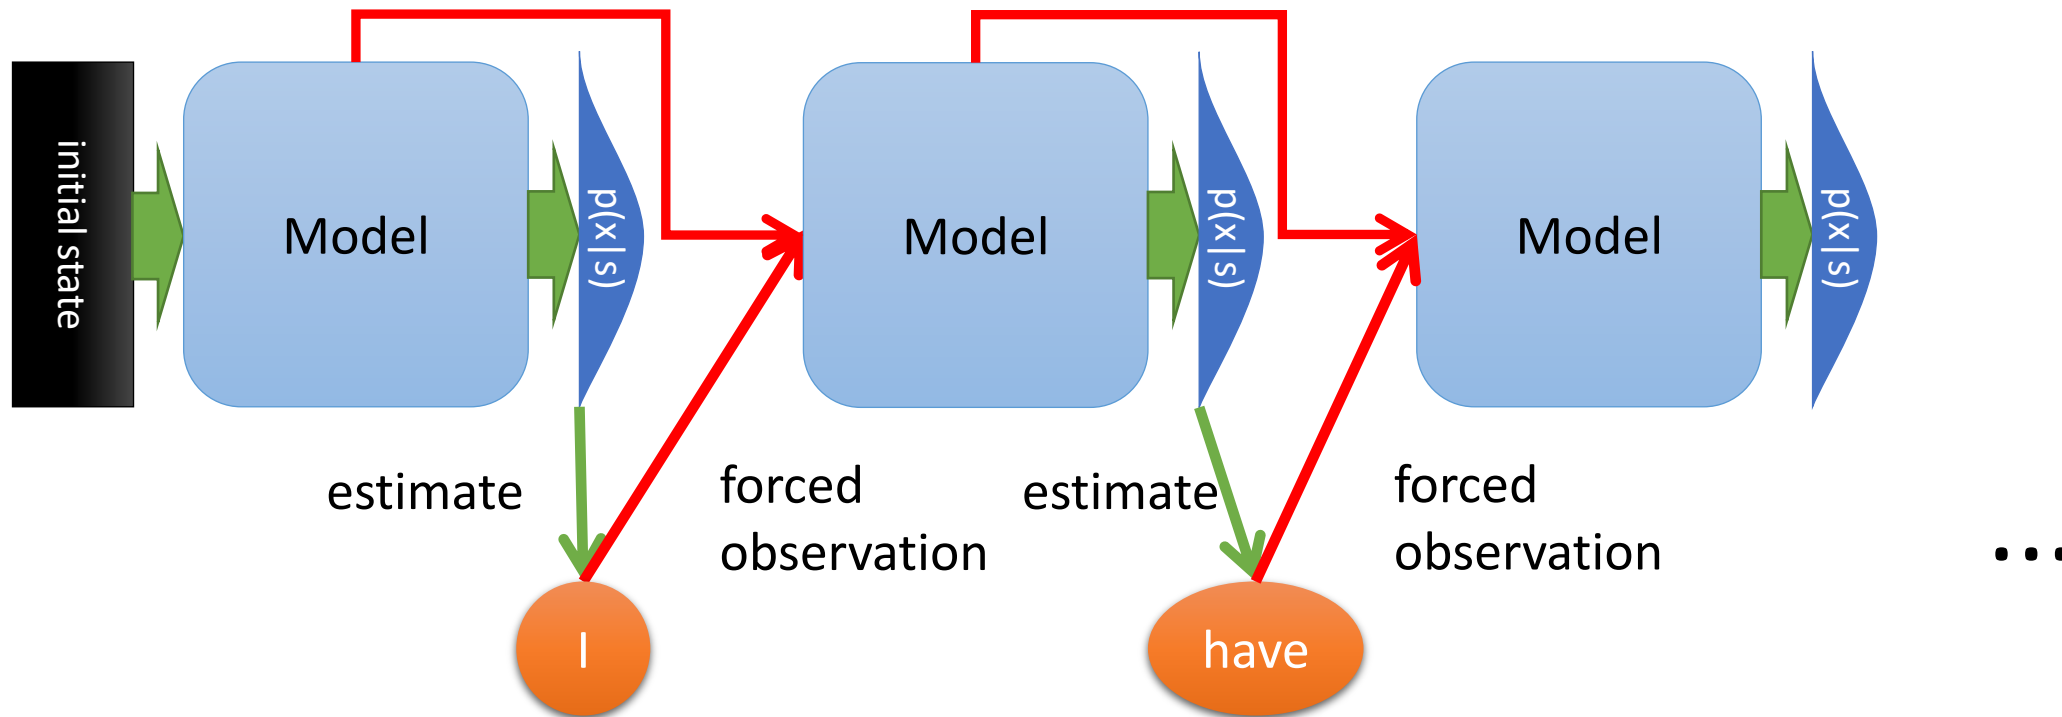 initial state
Model
p(x|s)
Model
p(x|s)
Model
p(x|s)
estimate
forced
observation
estimate
forced
observation
...
I
have